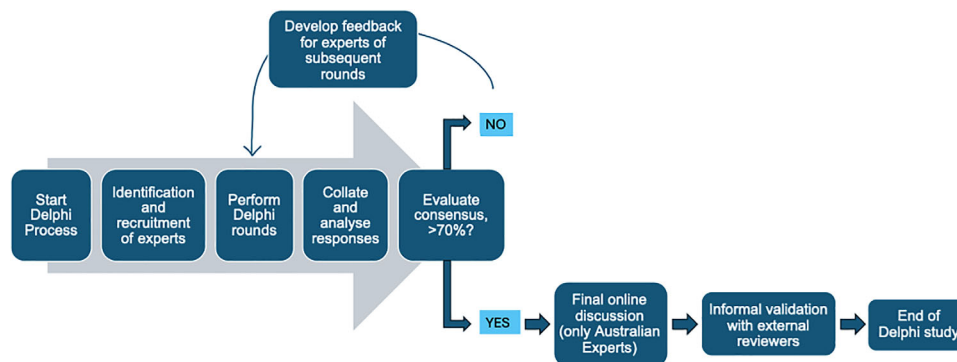 Develop feedback
for experts of
subsequent
rounds
NO
Start
Delphi
Process
Identification
and
recruitment
of experts
Perform
Delphi
rounds
Collate
and
analyse
responses
Evaluate
consensus,
>70%?
YES
Final online
discussion
(only Australian
Experts)
Informal validation
with external
reviewers
End of
Delphi study